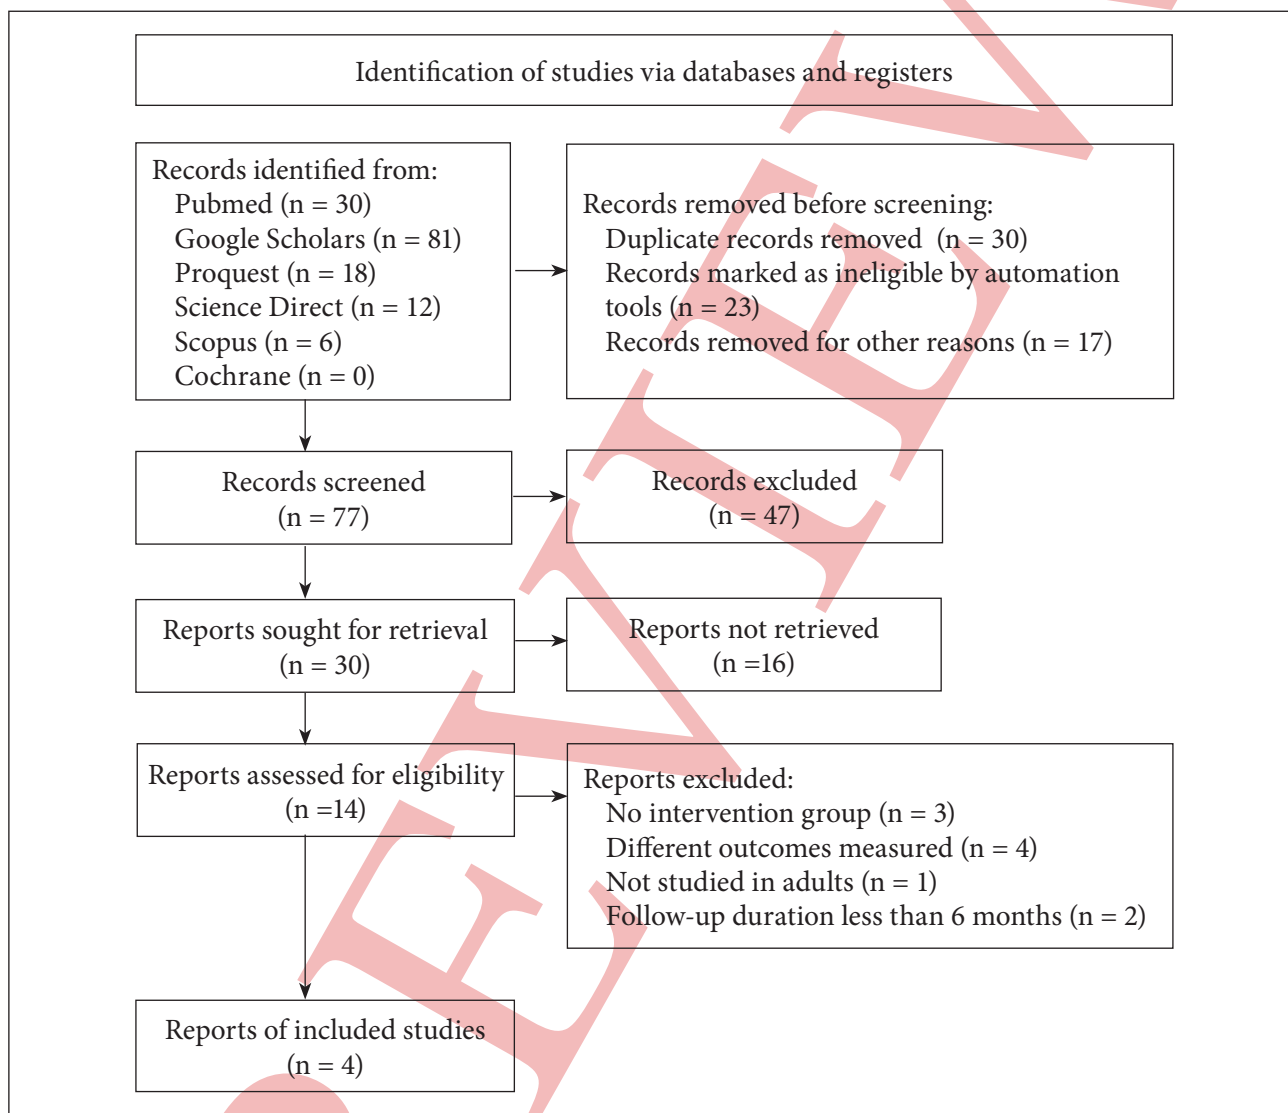 Identification of studies via databases and registers
Records identified from:
Pubmed (n = 30)
Google Scholars (n = 81)
Proquest (n = 18)
Science Direct (n = 12)
Scopus (n = 6)
Cochrane (n = 0)
Records removed before screening:
Duplicate records removed (n = 30)
Records marked as ineligible by automation
tools (n = 23)
Records removed for other reasons (n = 17)
Records screened
(n = 77)
Records excluded
(n = 47)
Reports sought for retrieval
(n = 30)
Reports not retrieved
(n =16)
Reports assessed for eligibility
(n =14)
Reports excluded:
No intervention group (n = 3)
Different outcomes measured (n = 4)
Not studied in adults (n = 1)
Follow-up duration less than 6 months (n = 2)
Reports of included studies
(n = 4)